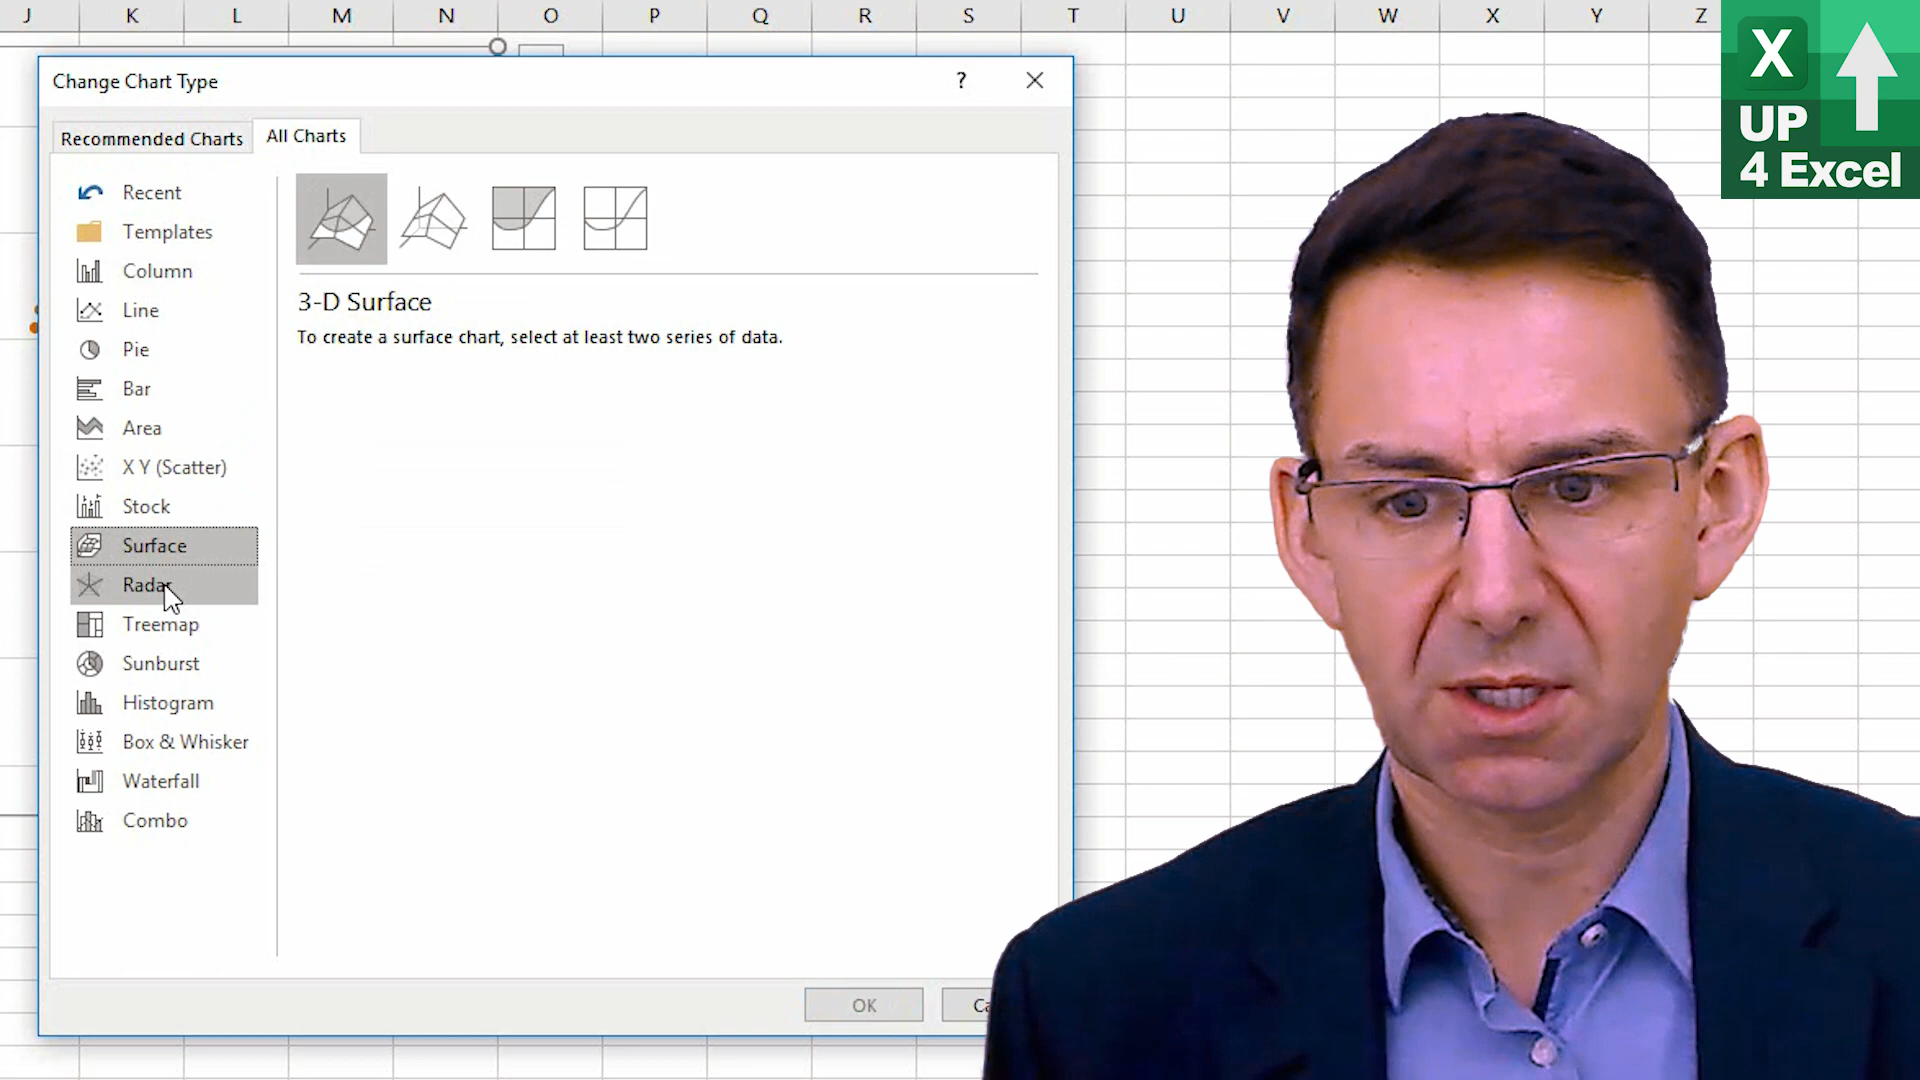 J K L M N O P Q R S T U V W X Y Z
X
UP
4 Excel
Change Chart Type
?
Recommended Charts
All Charts
Recent
Templates
Column
Line
Pie
Bar
Area
X Y (Scatter)
Stock
Surface
Radar
Treemap
Sunburst
Histogram
Box & Whisker
Waterfall
Combo
3-D Surface
To create a surface chart, select at least two series of data.
OK
Ca